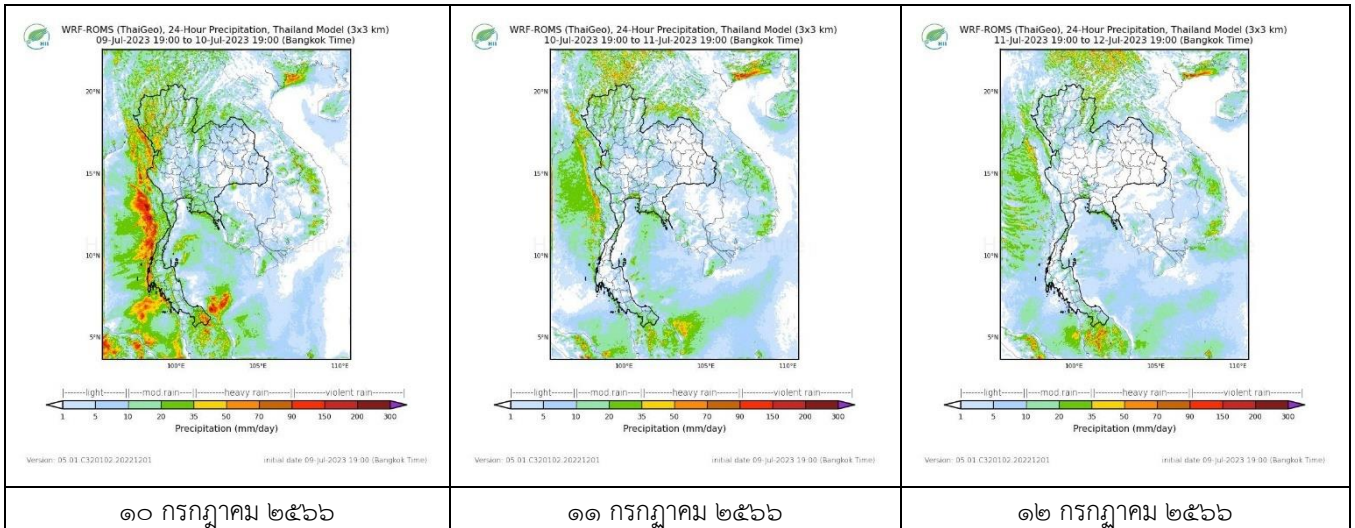 WRF-ROMS (ThaiGeo), 24-Hour Precipitation, Thailand Model (3x3 km)
09-Jul-2023 19:00 to 10-Jul-2023 19:00 (Bangkok Time)
HII
20°N
15°N
10°N
5°N
100°E 105°E 110°E
|------light-------||----mod rain----||--------heavy rain--------||------violent rain------|
1 5 10 20 35 50 70 90 150 200 300
Precipitation (mm/day)
Version: 05.01.C320102.20221201 initial date 09-Jul-2023 19:00 (Bangkok Time)
๑๐ กรกฎาคม ๒๕๖๖
WRF-ROMS (ThaiGeo), 24-Hour Precipitation, Thailand Model (3x3 km)
10-Jul-2023 19:00 to 11-Jul-2023 19:00 (Bangkok Time)
HII
20°N
15°N
10°N
5°N
100°E 105°E 110°E
|------light-------||----mod rain----||--------heavy rain--------||------violent rain------|
1 5 10 20 35 50 70 90 150 200 300
Precipitation (mm/day)
Version: 05.01.C320102.20221201 initial date 09-Jul-2023 19:00 (Bangkok Time)
๑๑ กรกฎาคม ๒๕๖๖
WRF-ROMS (ThaiGeo), 24-Hour Precipitation, Thailand Model (3x3 km)
11-Jul-2023 19:00 to 12-Jul-2023 19:00 (Bangkok Time)
HII
20°N
15°N
10°N
5°N
100°E 105°E 110°E
|------light-------||----mod rain----||--------heavy rain--------||------violent rain------|
1 5 10 20 35 50 70 90 150 200 300
Precipitation (mm/day)
Version: 05.01.C320102.20221201 initial date 09-Jul-2023 19:00 (Bangkok Time)
๑๒ กรกฎาคม ๒๕๖๖